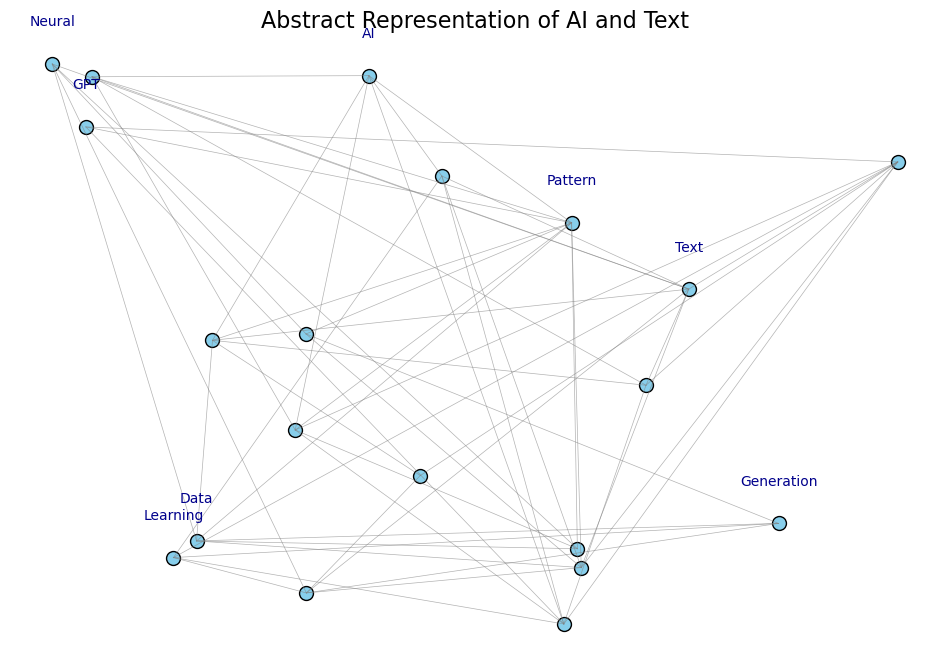 Abstract Representation of AI and Text
Neural
AI
GPT
Pattern
Text
Generation
Data
Learning